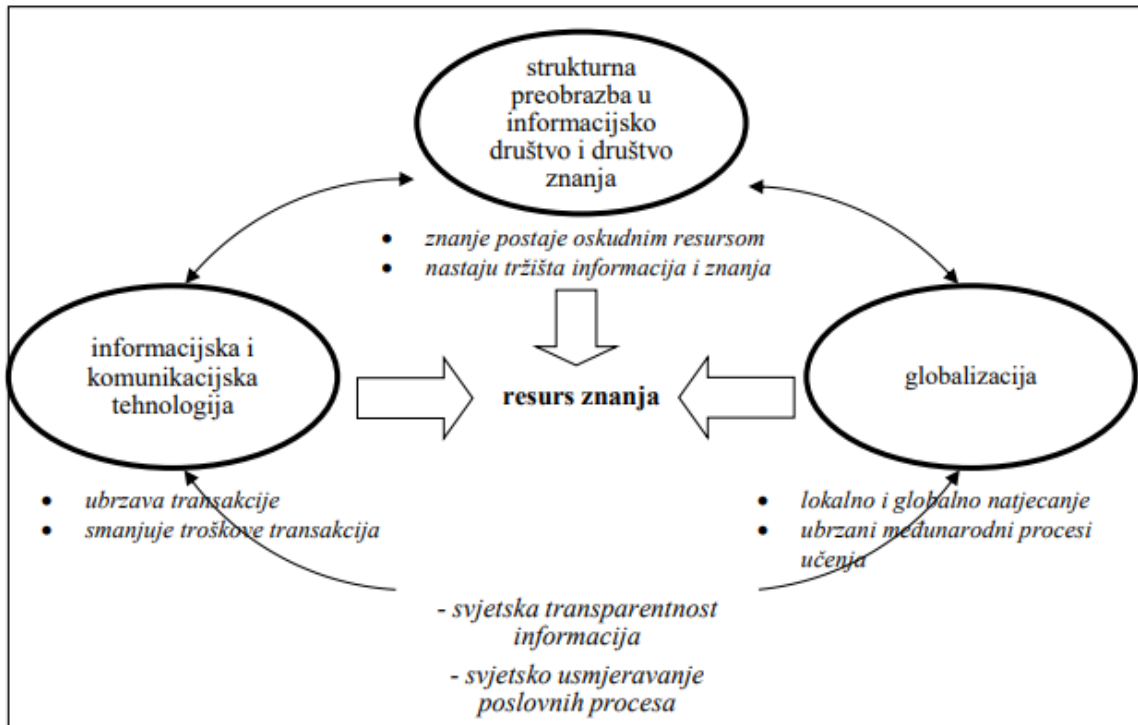 strukturna
preobrazba u
informacijsko
društvo i društvo
znanja
• znanje postaje oskudnim resursom
• nastaju tržišta informacija i znanja
informacijska i
komunikacijska
tehnologija
resurs znanja
globalizacija
• ubrzava transakcije
• smanjuje troškove transakcija
• lokalno i globalno natjecanje
• ubrzani međunarodni procesi
učenja
- svjetska transparentnost
informacija
- svjetsko usmjeravanje
poslovnih procesa